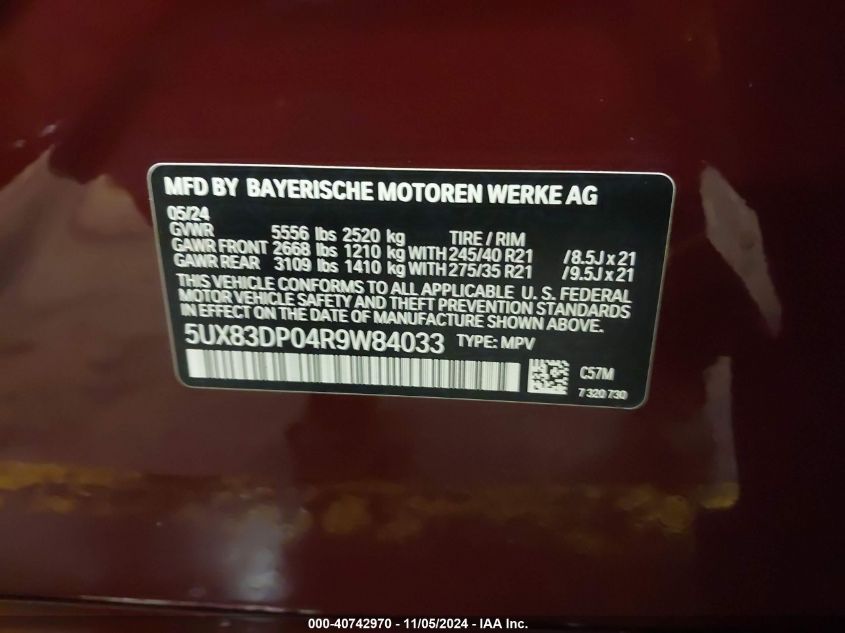 MFD BY BAYERISCHE MOTOREN WERKE AG
05/24
GVWR 5556 lbs 2520 kg TIRE / RIM
GAWR FRONT 2668 lbs 1210 kg WITH 245/40 R21 / 8.5J x 21
GAWR REAR 3109 lbs 1410 kg WITH 275/35 R21 / 9.5J x 21
THIS VEHICLE CONFORMS TO ALL APPLICABLE U. S. FEDERAL
MOTOR VEHICLE SAFETY AND THEFT PREVENTION STANDARDS
IN EFFECT ON THE DATE OF MANUFACTURE SHOWN ABOVE.
5UX83DP04R9W84033 TYPE: MPV
C57M
7 320 730
000-40742970 - 11/05/2024 - IAA Inc.